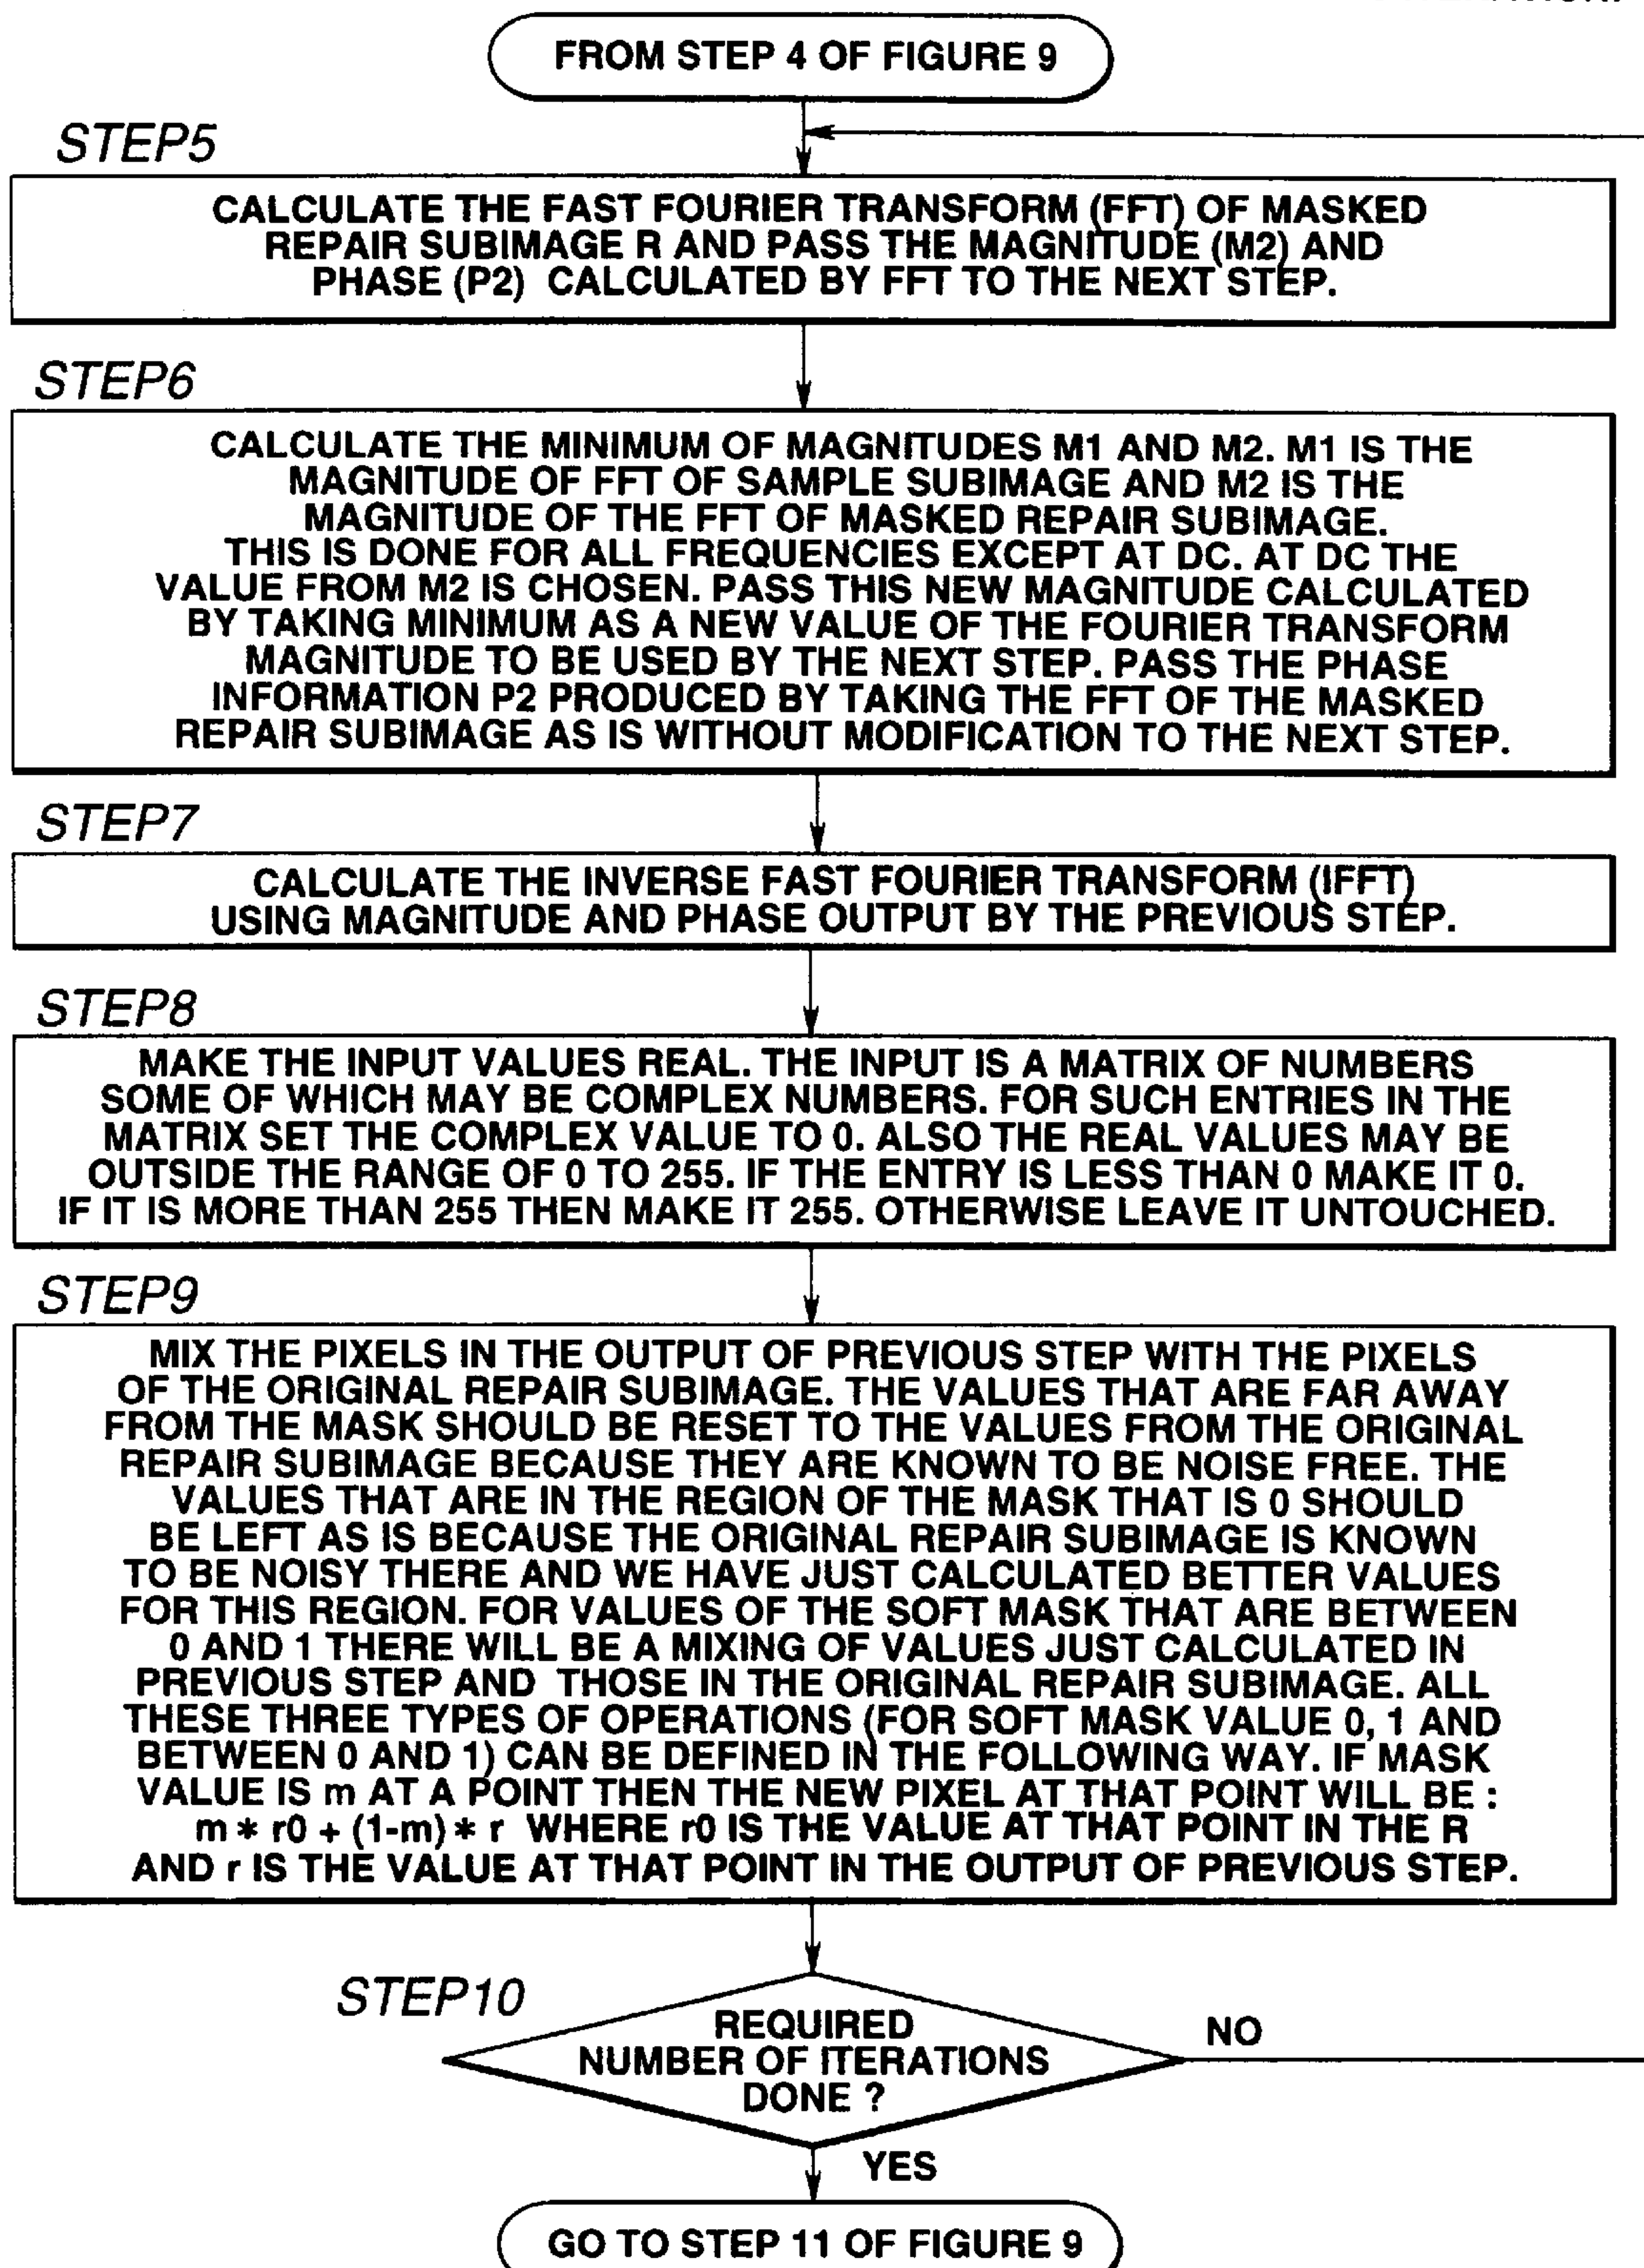 FROM STEP 4 OF FIGURE 9
STEP5
CALCULATE THE FAST FOURIER TRANSFORM (FFT) OF MASKED
REPAIR SUBIMAGE R AND PASS THE MAGNITUDE (M2) AND
PHASE (P2) CALCULATED BY FFT TO THE NEXT STEP.
STEP6
CALCULATE THE MINIMUM OF MAGNITUDES M1 AND M2. M1 IS THE
MAGNITUDE OF FFT OF SAMPLE SUBIMAGE AND M2 IS THE
MAGNITUDE OF THE FFT OF MASKED REPAIR SUBIMAGE.
THIS IS DONE FOR ALL FREQUENCIES EXCEPT AT DC. AT DC THE
VALUE FROM M2 IS CHOSEN. PASS THIS NEW MAGNITUDE CALCULATED
BY TAKING MINIMUM AS A NEW VALUE OF THE FOURIER TRANSFORM
MAGNITUDE TO BE USED BY THE NEXT STEP. PASS THE PHASE
INFORMATION P2 PRODUCED BY TAKING THE FFT OF THE MASKED
REPAIR SUBIMAGE AS IS WITHOUT MODIFICATION TO THE NEXT STEP.
STEP7
CALCULATE THE INVERSE FAST FOURIER TRANSFORM (IFFT)
USING MAGNITUDE AND PHASE OUTPUT BY THE PREVIOUS STEP.
STEP8
MAKE THE INPUT VALUES REAL. THE INPUT IS A MATRIX OF NUMBERS
SOME OF WHICH MAY BE COMPLEX NUMBERS. FOR SUCH ENTRIES IN THE
MATRIX SET THE COMPLEX VALUE TO 0. ALSO THE REAL VALUES MAY BE
OUTSIDE THE RANGE OF 0 TO 255. IF THE ENTRY IS LESS THAN 0 MAKE IT 0.
IF IT IS MORE THAN 255 THEN MAKE IT 255. OTHERWISE LEAVE IT UNTOUCHED.
STEP9
MIX THE PIXELS IN THE OUTPUT OF PREVIOUS STEP WITH THE PIXELS
OF THE ORIGINAL REPAIR SUBIMAGE. THE VALUES THAT ARE FAR AWAY
FROM THE MASK SHOULD BE RESET TO THE VALUES FROM THE ORIGINAL
REPAIR SUBIMAGE BECAUSE THEY ARE KNOWN TO BE NOISE FREE. THE
VALUES THAT ARE IN THE REGION OF THE MASK THAT IS 0 SHOULD
BE LEFT AS IS BECAUSE THE ORIGINAL REPAIR SUBIMAGE IS KNOWN
TO BE NOISY THERE AND WE HAVE JUST CALCULATED BETTER VALUES
FOR THIS REGION. FOR VALUES OF THE SOFT MASK THAT ARE BETWEEN
0 AND 1 THERE WILL BE A MIXING OF VALUES JUST CALCULATED IN
PREVIOUS STEP AND THOSE IN THE ORIGINAL REPAIR SUBIMAGE. ALL
THESE THREE TYPES OF OPERATIONS (FOR SOFT MASK VALUE 0, 1 AND
BETWEEN 0 AND 1) CAN BE DEFINED IN THE FOLLOWING WAY. IF MASK
VALUE IS m AT A POINT THEN THE NEW PIXEL AT THAT POINT WILL BE :
m * r0 + (1-m) * r WHERE r0 IS THE VALUE AT THAT POINT IN THE R
AND r IS THE VALUE AT THAT POINT IN THE OUTPUT OF PREVIOUS STEP.
STEP10
REQUIRED
NUMBER OF ITERATIONS
DONE ?
NO
YES
GO TO STEP 11 OF FIGURE 9